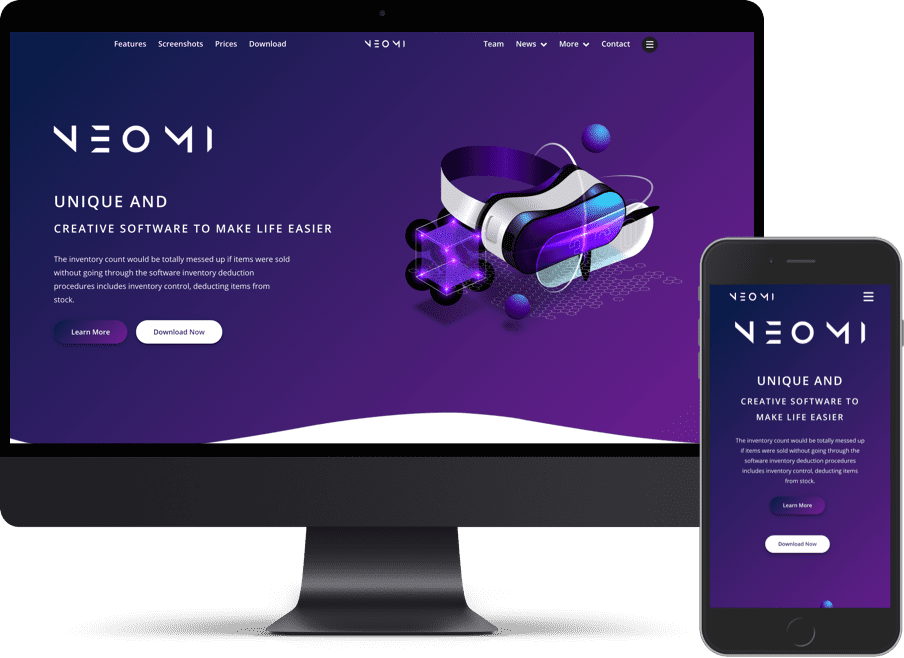 Features Screenshots Prices Download NEOMI Team News More Contact
NEOMI
UNIQUE AND
CREATIVE SOFTWARE TO MAKE LIFE EASIER
The inventory count would be totally messed up if items were sold
without going through the software inventory deduction
procedures includes inventory control, deducting items from
stock.
Learn More Download Now
NEOMI
NEOMI
UNIQUE AND
CREATIVE SOFTWARE TO
MAKE LIFE EASIER
The inventory count would be totally messed up
if items were sold without going through the
software inventory deduction procedures
includes inventory control, deducting items
from stock.
Learn More
Download Now